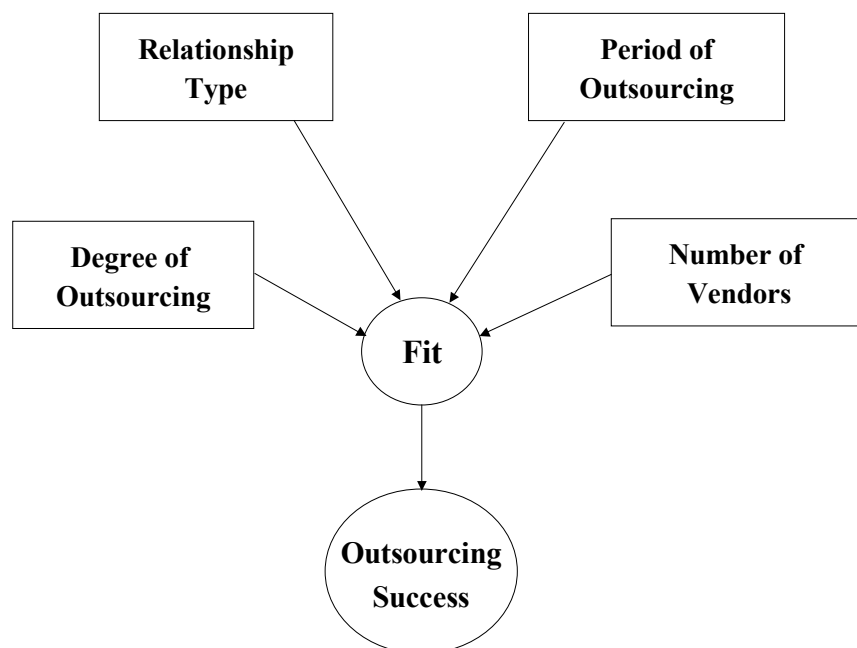 Relationship
Type
Period of
Outsourcing
Degree of
Outsourcing
Number of
Vendors
Fit
Outsourcing
Success